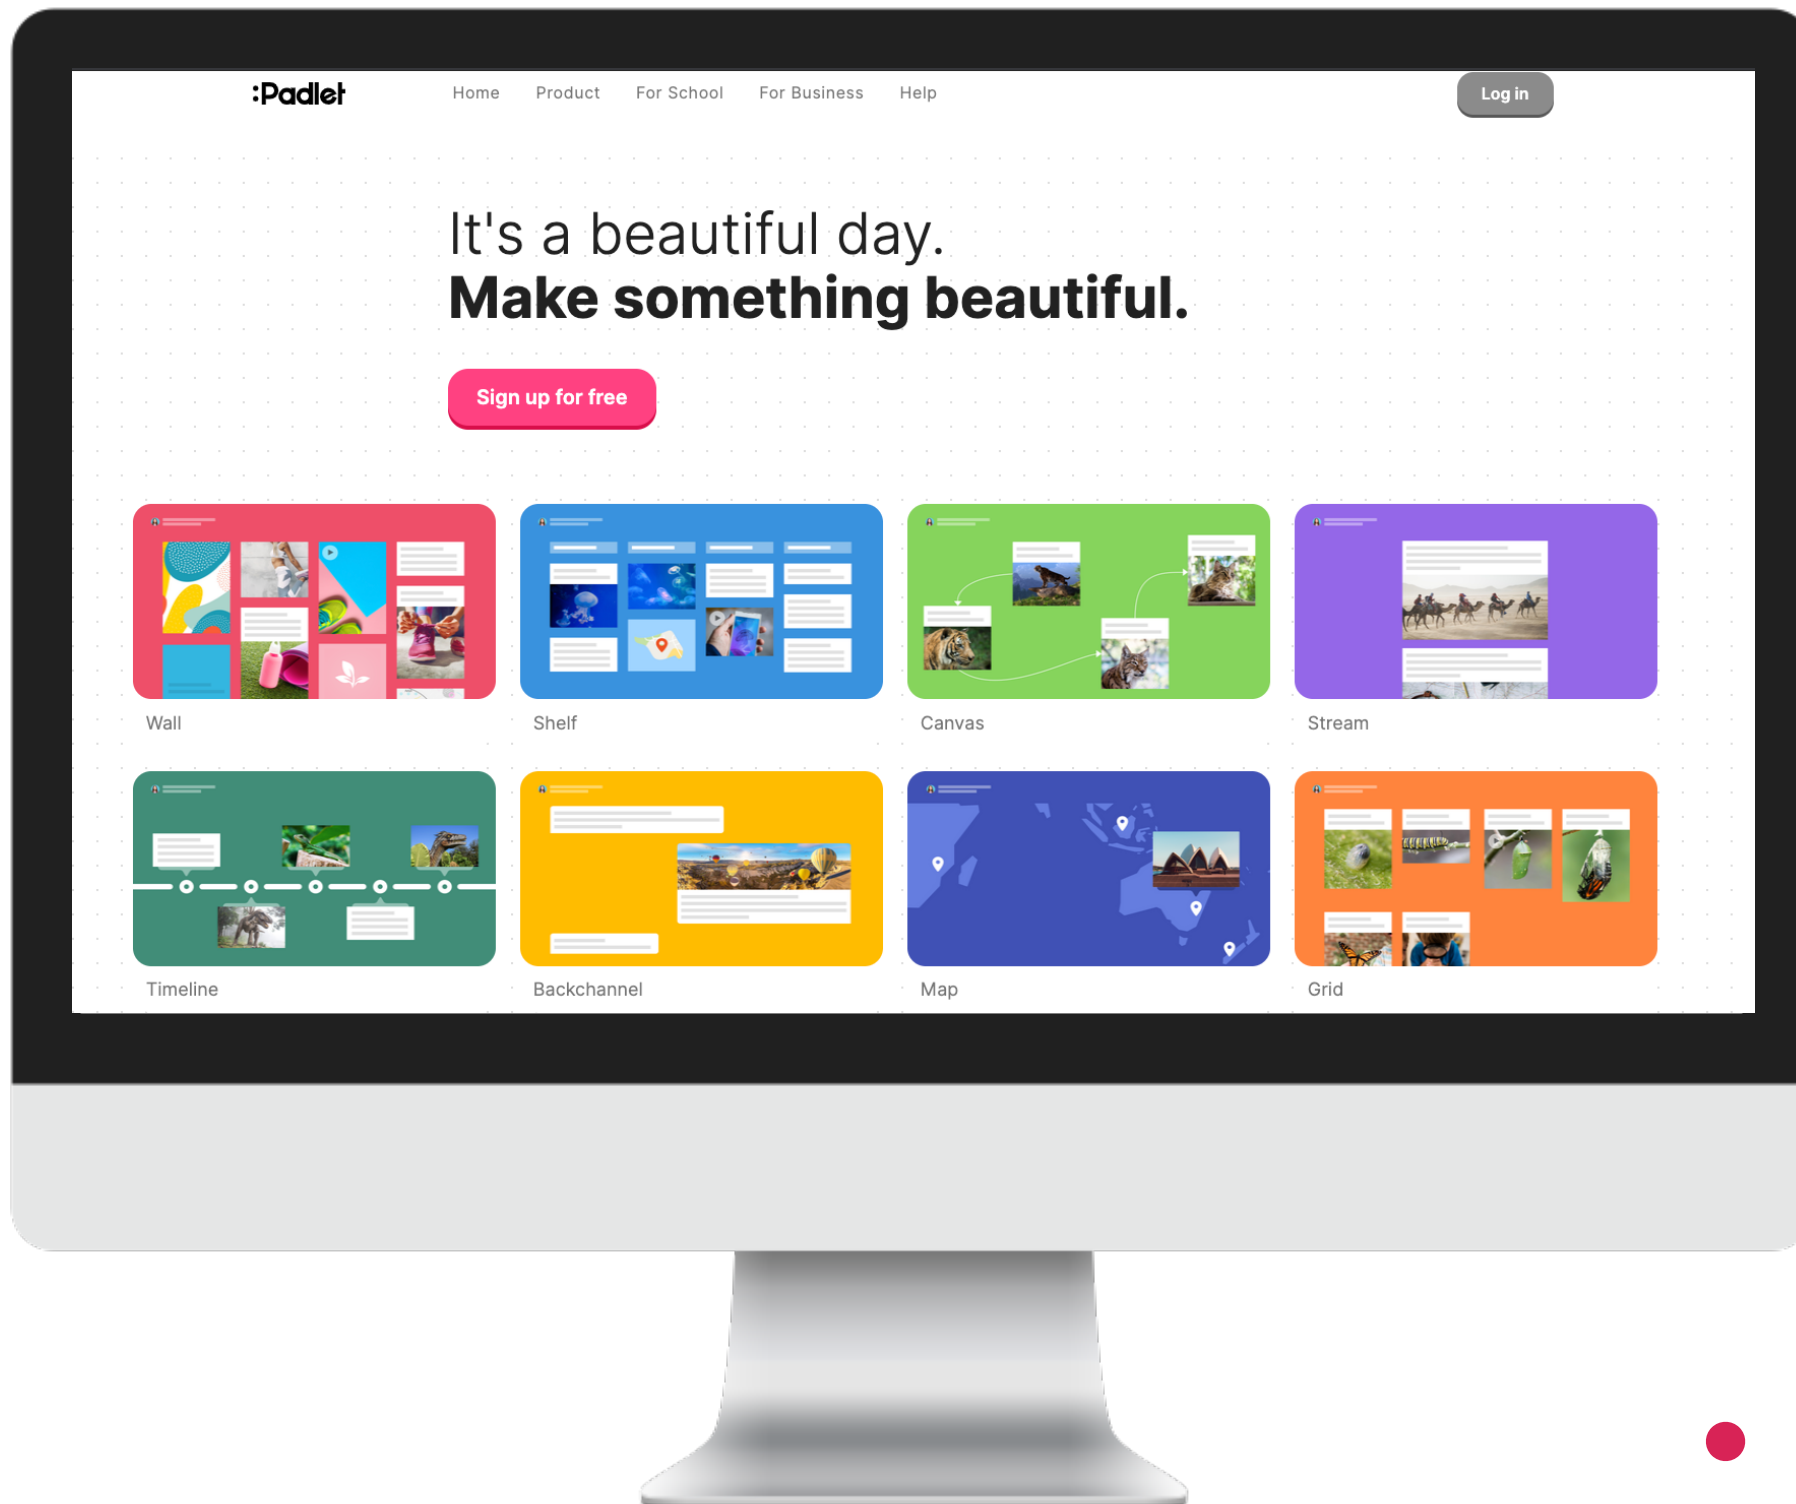 :Padlet
Home Product For School For Business Help
Log in
It's a beautiful day.
Make something beautiful.
Sign up for free
Wall
Shelf
Canvas
Stream
Timeline
Backchannel
Map
Grid